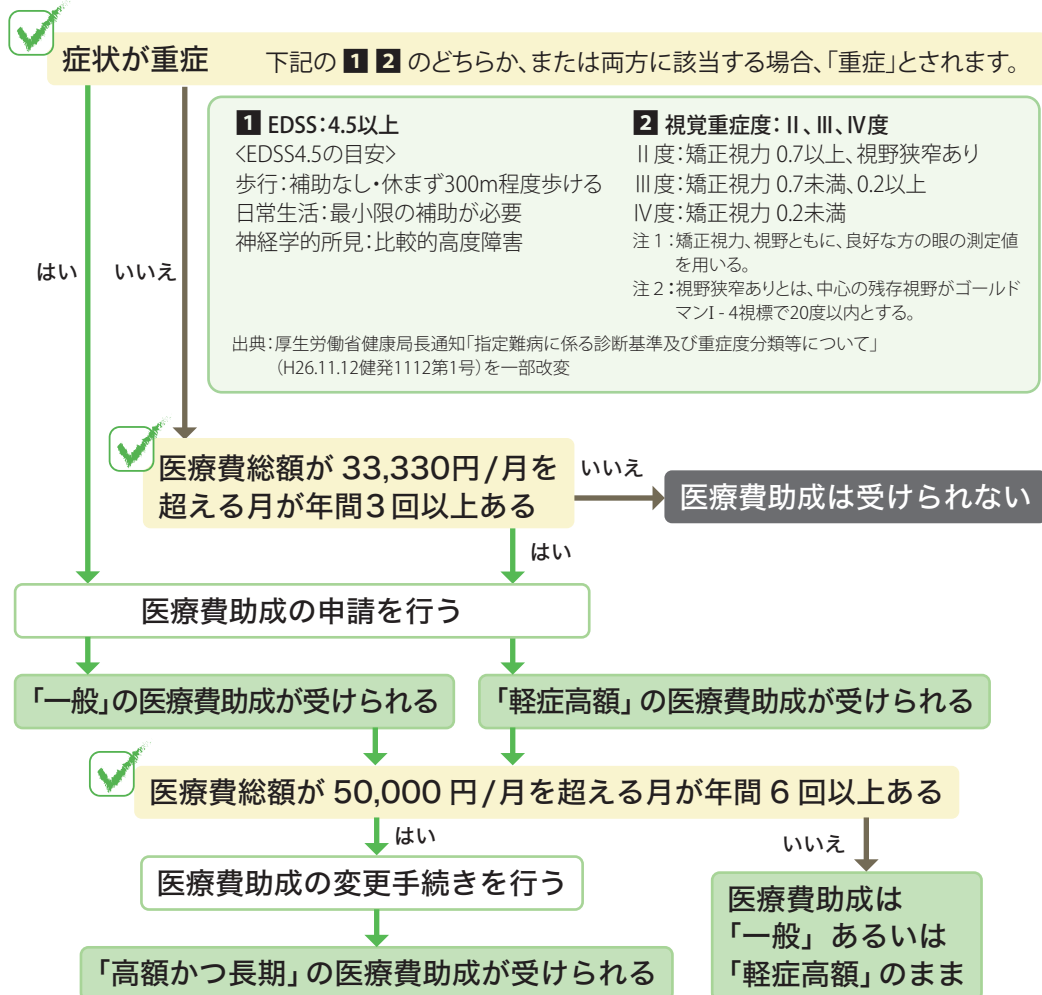 症状が重症
下記の 1 2 のどちらか、または両方に該当する場合、「重症」とされます。
1 EDSS：4.5以上
〈EDSS4.5の目安〉
歩行：補助なし・休まず300m程度歩ける
日常生活：最小限の補助が必要
神経学的所見：比較的高度障害
2 視覚重症度：Ⅱ、Ⅲ、Ⅳ度
Ⅱ度：矯正視力 0.7以上、視野狭窄あり
Ⅲ度：矯正視力 0.7未満、0.2以上
Ⅳ度：矯正視力 0.2未満
注1：矯正視力、視野ともに、良好な方の眼の測定値
を用いる。
注2：視野狭窄ありとは、中心の残存視野がゴールド
マンI - 4視標で20度以内とする。
出典：厚生労働省健康局長通知「指定難病に係る診断基準及び重症度分類等について」
（H26.11.12健発1112第1号）を一部改変
はい
いいえ
医療費総額が 33,330円/月を
超える月が年間3回以上ある
いいえ
医療費助成は受けられない
はい
医療費助成の申請を行う
「一般」の医療費助成が受けられる
「軽症高額」の医療費助成が受けられる
医療費総額が 50,000 円/月を超える月が年間 6 回以上ある
はい
いいえ
医療費助成の変更手続きを行う
「高額かつ長期」の医療費助成が受けられる
医療費助成は
「一般」あるいは
「軽症高額」のまま